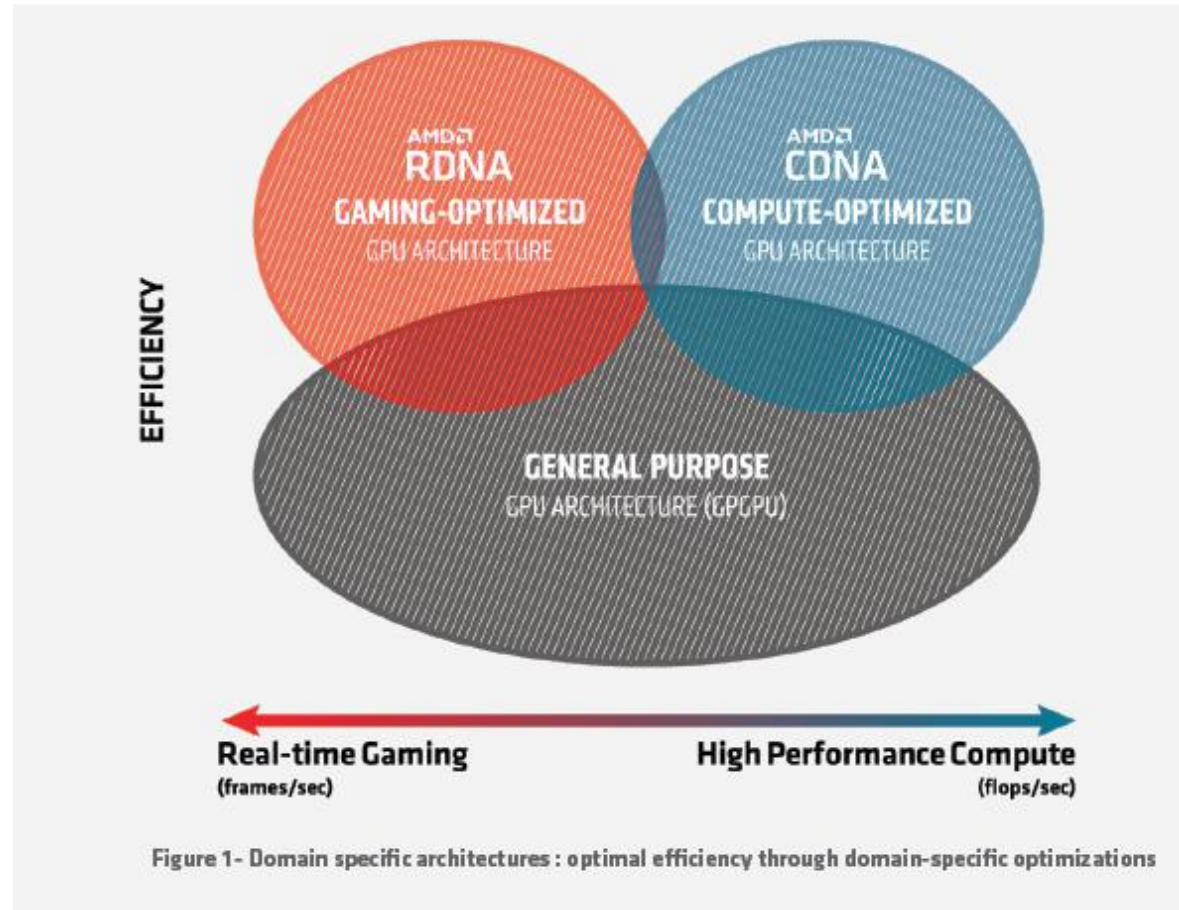 AMD
RDNA
GAMING-OPTIMIZED
GPU ARCHITECTURE
AMD
CDNA
COMPUTE-OPTIMIZED
GPU ARCHITECTURE
EFFICIENCY
GENERAL PURPOSE
GPU ARCHITECTURE (GPGPU)
Real-time Gaming
(frames/sec)
High Performance Compute
(flops/sec)
Figure 1- Domain specific architectures : optimal efficiency through domain-specific optimizations